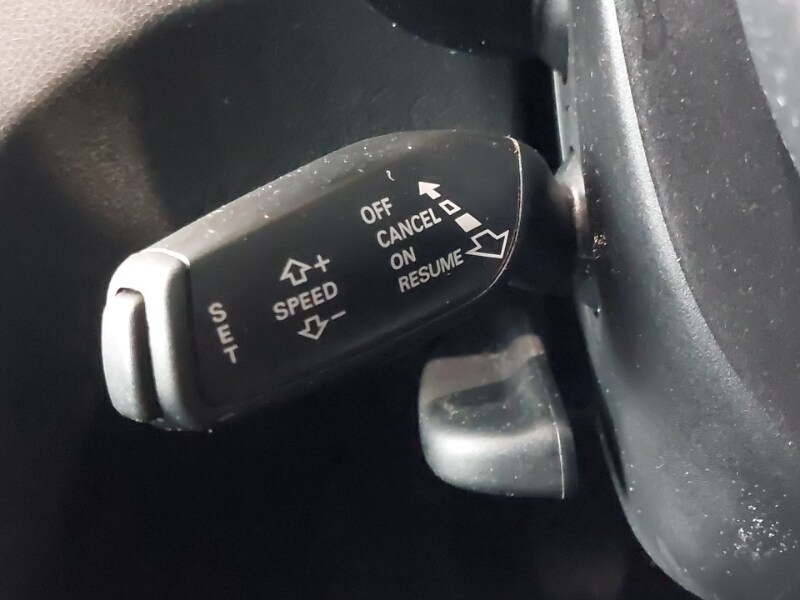 OFF
CANCEL
ON
RESUME
+
SPEED
−
SET